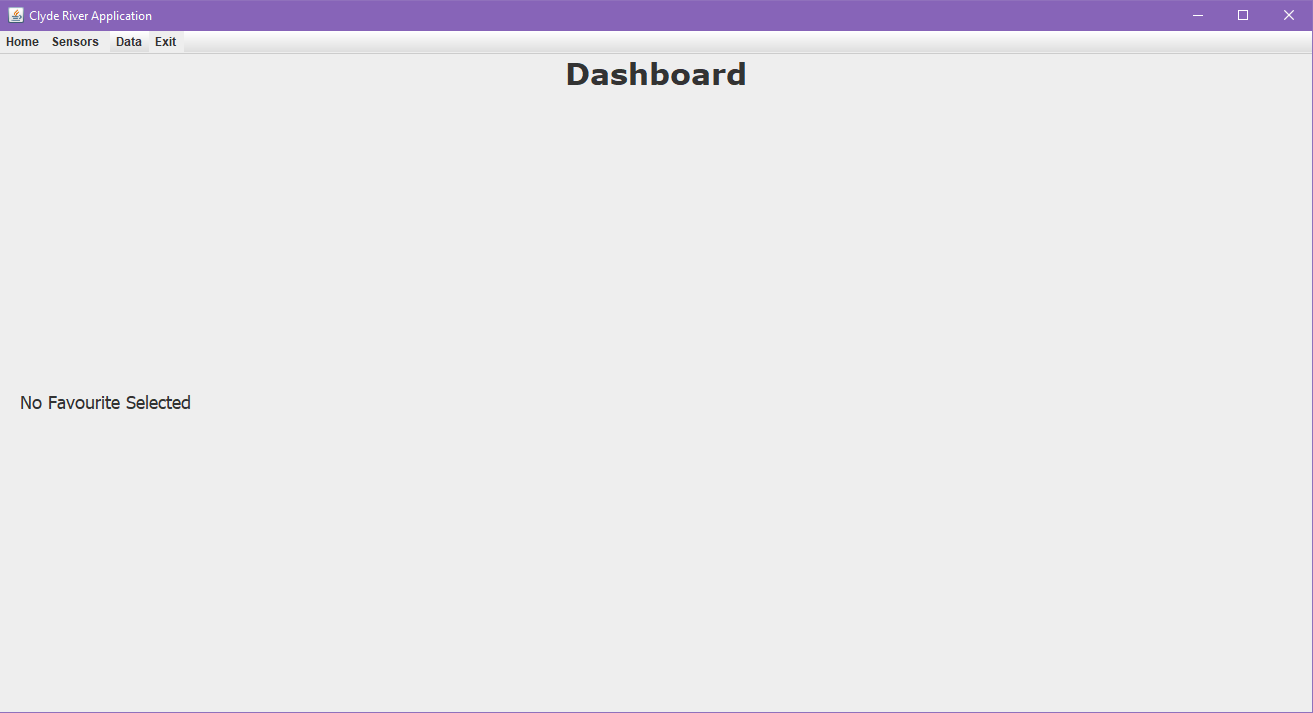 Clyde River Application
Home Sensors Data Exit
Dashboard
No Favourite Selected